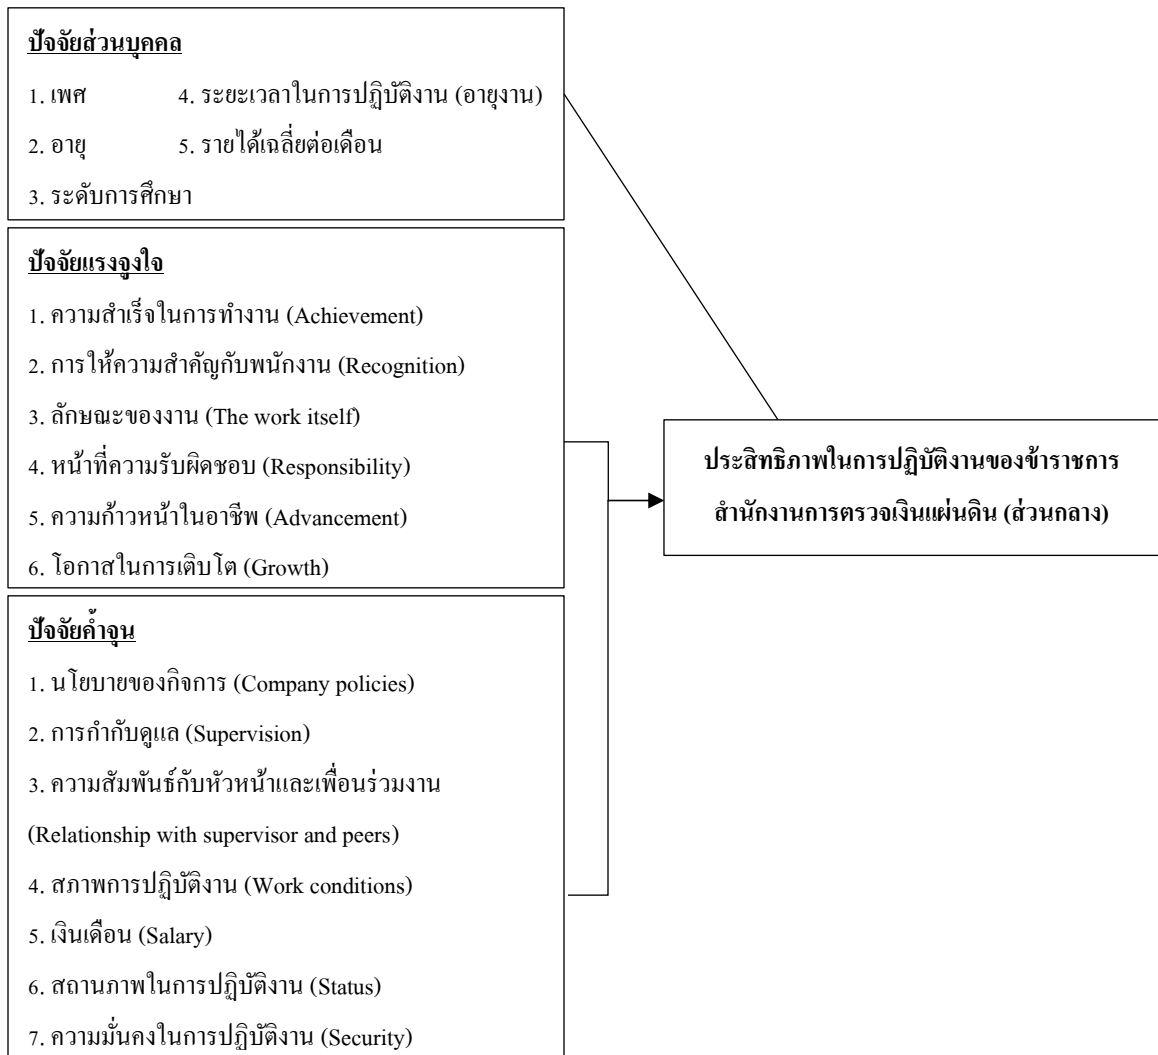 ปัจจัยส่วนบุคคล
1. เพศ 4. ระยะเวลาในการปฏิบัติงาน (อายุงาน)
2. อายุ 5. รายได้เฉลี่ยต่อเดือน
3. ระดับการศึกษา
ปัจจัยแรงจูงใจ
1. ความสำเร็จในการทำงาน (Achievement)
2. การให้ความสำคัญกับพนักงาน (Recognition)
3. ลักษณะของงาน (The work itself)
4. หน้าที่ความรับผิดชอบ (Responsibility)
5. ความก้าวหน้าในอาชีพ (Advancement)
6. โอกาสในการเติบโต (Growth)
ปัจจัยค้ำจุน
1. นโยบายของกิจการ (Company policies)
2. การกำกับดูแล (Supervision)
3. ความสัมพันธ์กับหัวหน้าและเพื่อนร่วมงาน
(Relationship with supervisor and peers)
4. สภาพการปฏิบัติงาน (Work conditions)
5. เงินเดือน (Salary)
6. สถานภาพในการปฏิบัติงาน (Status)
7. ความมั่นคงในการปฏิบัติงาน (Security)
ประสิทธิภาพในการปฏิบัติงานของข้าราชการ
สำนักงานการตรวจเงินแผ่นดิน (ส่วนกลาง)